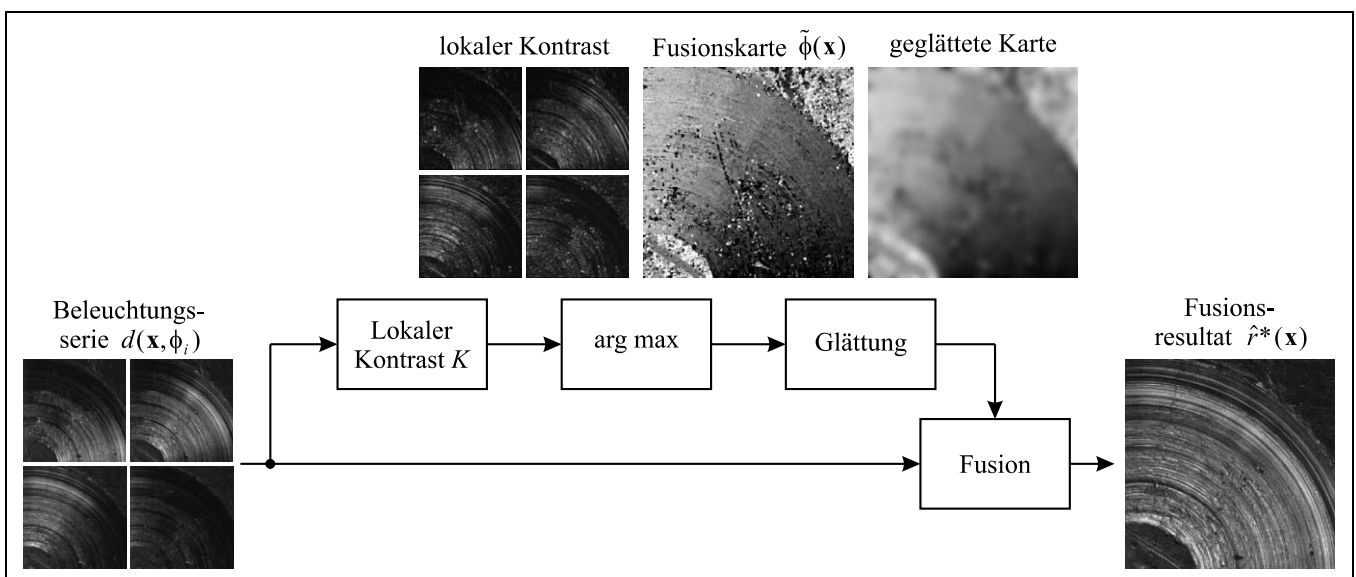 lokaler Kontrast
Fusionskarte ϕ̃(x)
geglättete Karte
Beleuchtungs-
serie d(x,ϕᵢ)
Lokaler
Kontrast K
arg max
Glättung
Fusion
Fusions-
resultat r̂*(x)